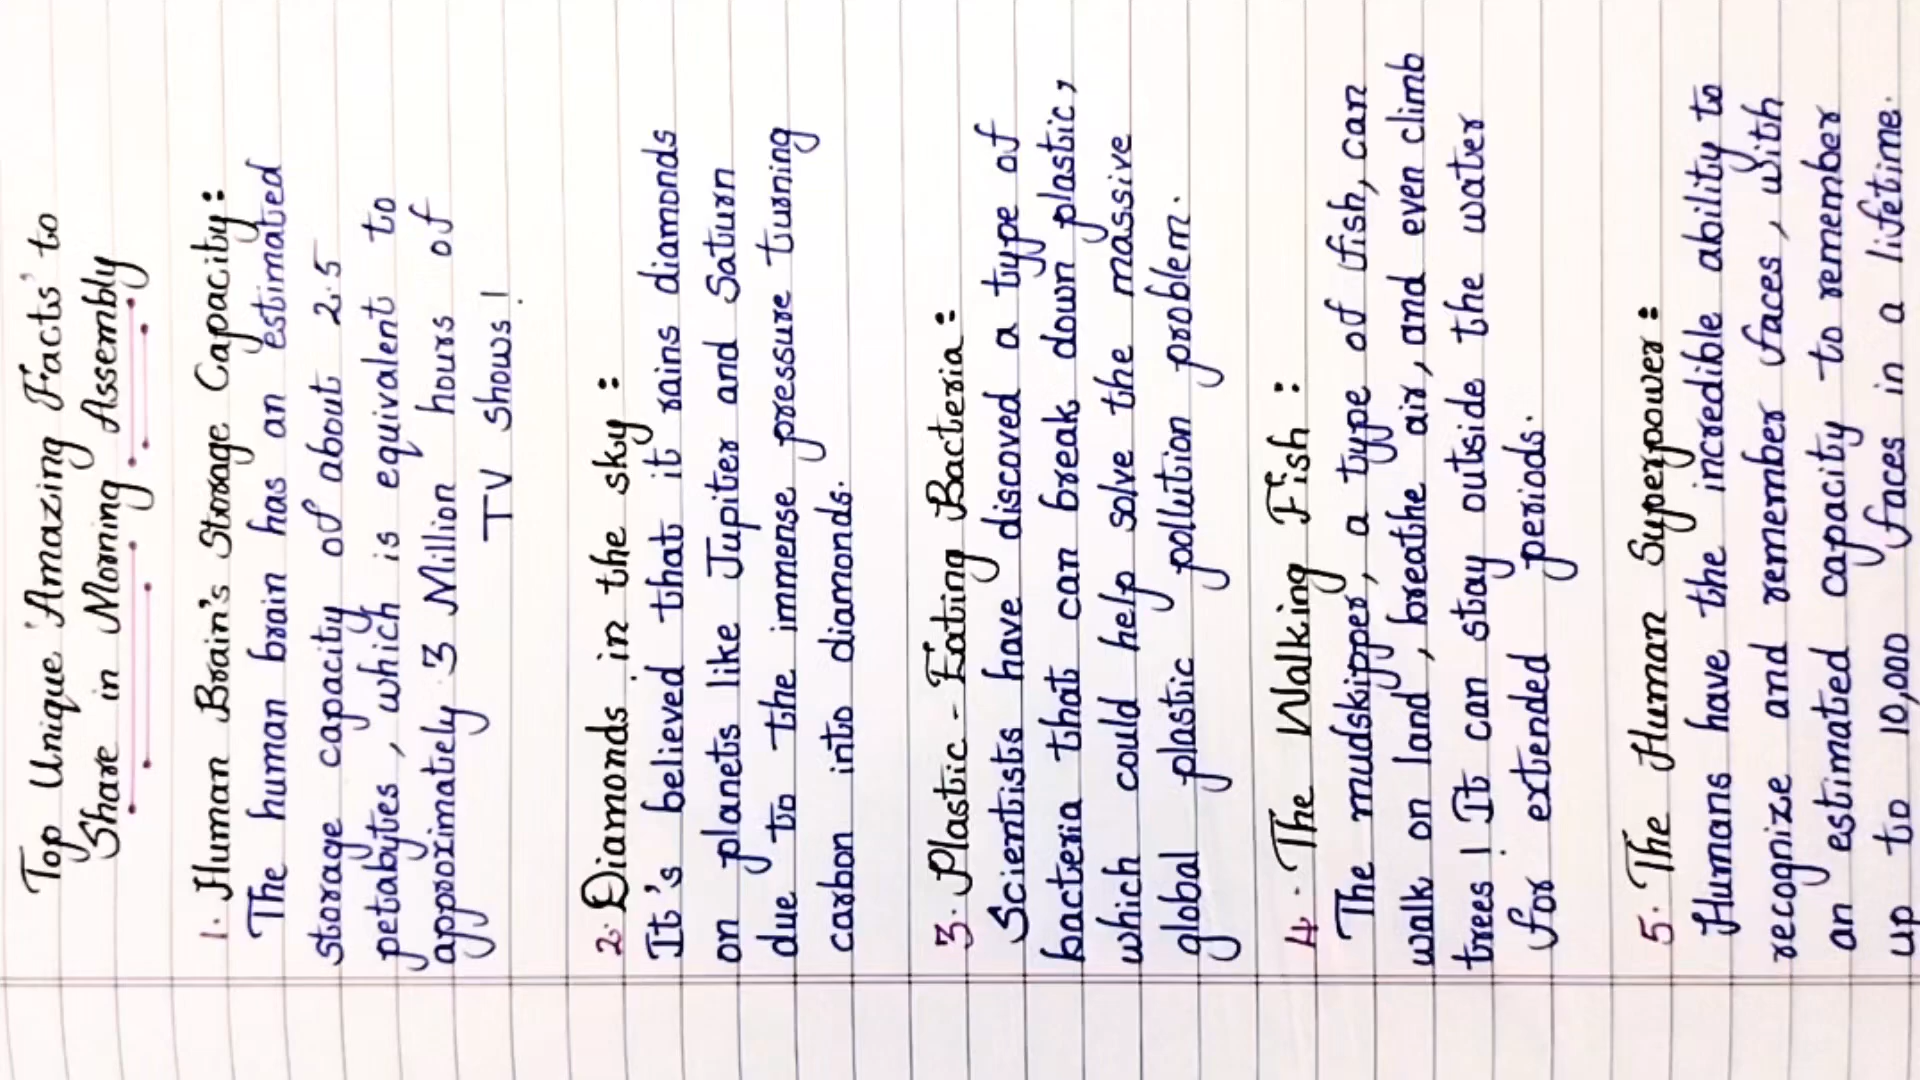 Top Unique 'Amazing Facts' to
Share in Morning Assembly
1. Human Brain's Storage Capacity:
The human brain has an estimated
storage capacity of about 2.5
petabytes, which is equivalent to
approximately 3 Million hours of
TV shows!
2. Diamonds in the sky:
It's believed that it rains diamonds
on planets like Jupiter and Saturn
due to the immense pressure turning
carbon into diamonds.
3. Plastic-Eating Bacteria:
Scientists have discoved a type of
bacteria that can break down plastic,
which could help solve the massive
global plastic pollution problem.
4. The Walking Fish:
The mudskipper, a type of fish, can
walk on land, breathe air, and even climb
trees! It can stay outside the water
for extended periods.
5. The Human Superpower:
Humans have the incredible ability to
recognize and remember faces, with
an estimated capacity to remember
up to 10,000 faces in a lifetime.